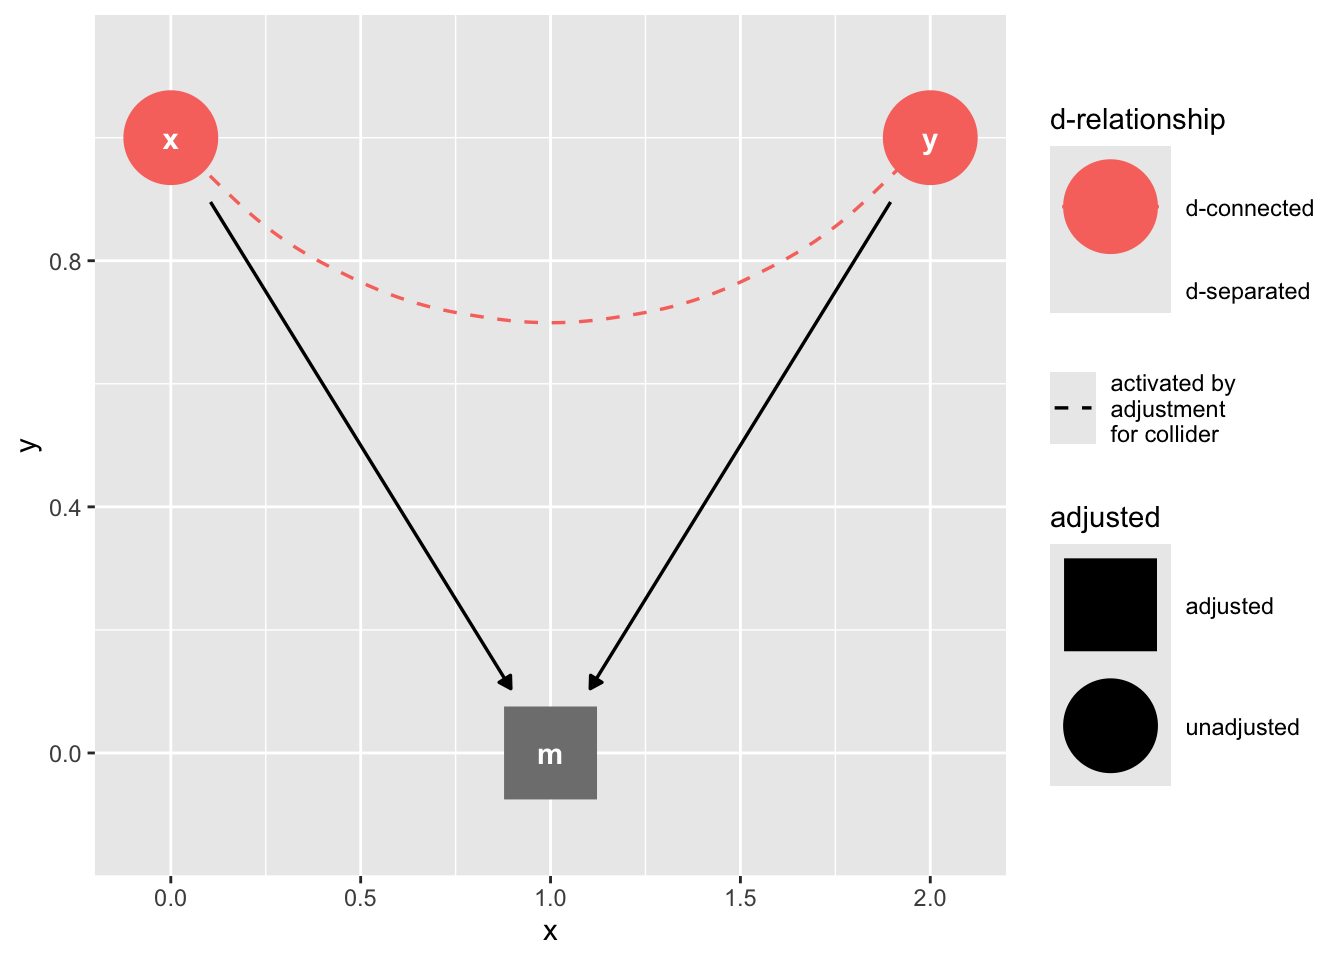 x
y
m
0.8
0.4
0.0
y
0.0
0.5
1.0
1.5
2.0
x
d-relationship
d-connected
d-separated
activated by
adjustment
for collider
adjusted
adjusted
unadjusted